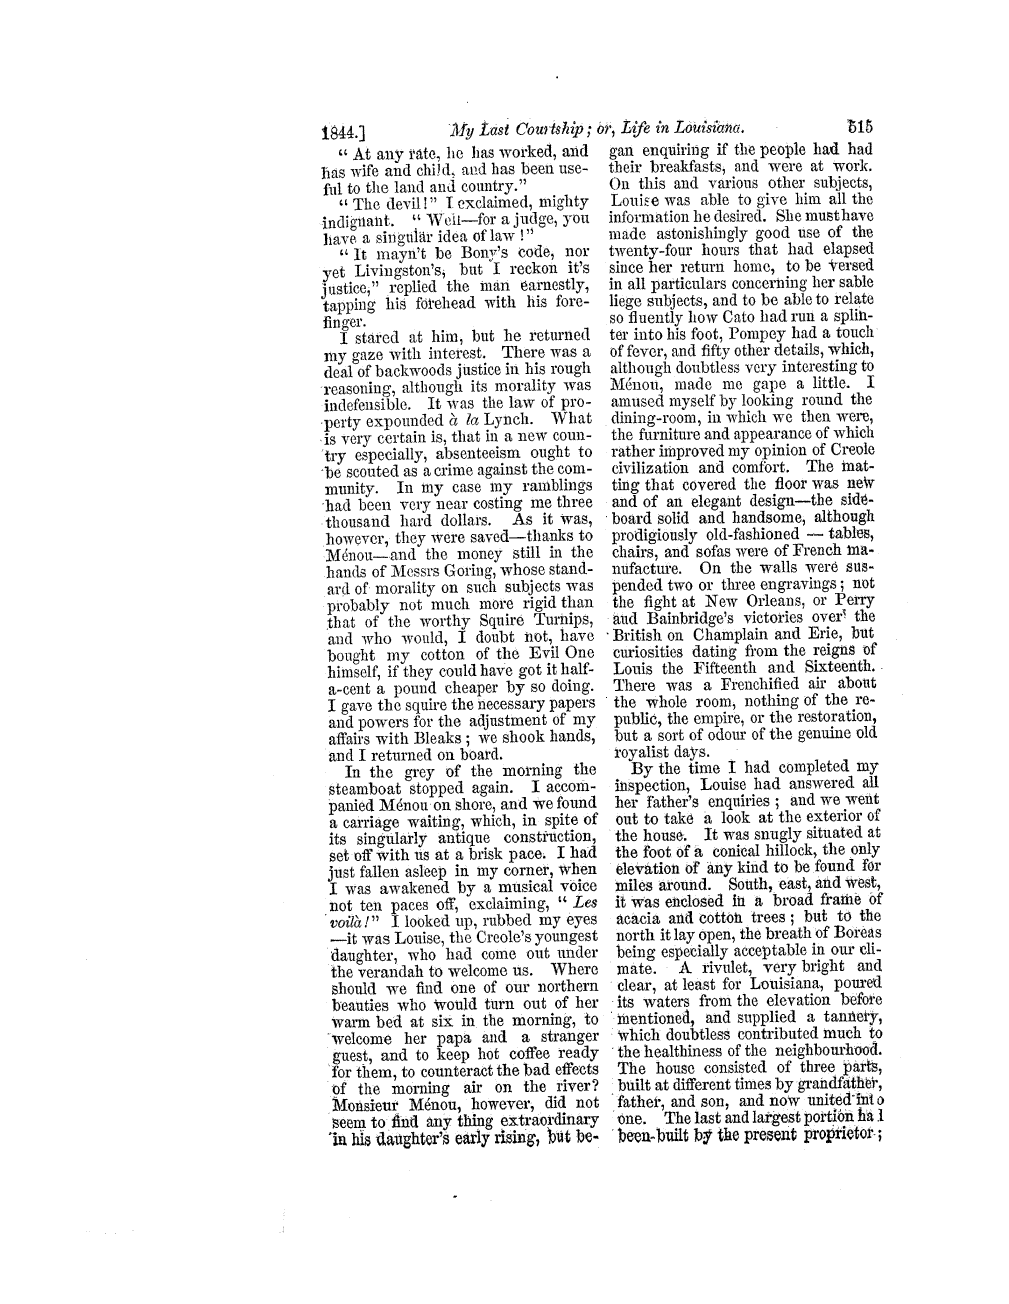 1844.] My Last Courtship; or, Life in Louisiana. 515
“ At any rate, he has worked, and
has wife and child, and has been use-
ful to the land and country.”
“ The devil!” I exclaimed, mighty
indignant. “ Well—for a judge, you
have a singular idea of law!”
“ It mayn't be Bony's code, nor
yet Livingston's, but I reckon it's
justice,” replied the man earnestly,
tapping his forehead with his fore-
finger.
I stared at him, but he returned
my gaze with interest. There was a
deal of backwoods justice in his rough
reasoning, although its morality was
indefensible. It was the law of pro-
perty expounded à la Lynch. What
is very certain is, that in a new coun-
try especially, absenteeism ought to
be scouted as a crime against the com-
munity. In my case my ramblings
had been very near costing me three
thousand hard dollars. As it was,
however, they were saved—thanks to
Ménou—and the money still in the
hands of Messrs Goring, whose stand-
ard of morality on such subjects was
probably not much more rigid than
that of the worthy Squire Turnips,
and who would, I doubt not, have
bought my cotton of the Evil One
himself, if they could have got it half-
a-cent a pound cheaper by so doing.
I gave the squire the necessary papers
and powers for the adjustment of my
affairs with Bleaks; we shook hands,
and I returned on board.
In the grey of the morning the
steamboat stopped again. I accom-
panied Ménou on shore, and we found
a carriage waiting, which, in spite of
its singularly antique construction,
set off with us at a brisk pace. I had
just fallen asleep in my corner, when
I was awakened by a musical voice
not ten paces off, exclaiming, “ Les
voilà!” I looked up, rubbed my eyes
—it was Louise, the Creole's youngest
daughter, who had come out under
the verandah to welcome us. Where
should we find one of our northern
beauties who would turn out of her
warm bed at six in the morning, to
welcome her papa and a stranger
guest, and to keep hot coffee ready
for them, to counteract the bad effects
of the morning air on the river?
Monsieur Ménou, however, did not
seem to find any thing extraordinary
in his daughter's early rising, but be-
gan enquiring if the people had had
their breakfasts, and were at work.
On this and various other subjects,
Louise was able to give him all the
information he desired. She must have
made astonishingly good use of the
twenty-four hours that had elapsed
since her return home, to be versed
in all particulars concerning her sable
liege subjects, and to be able to relate
so fluently how Cato had run a splin-
ter into his foot, Pompey had a touch
of fever, and fifty other details, which,
although doubtless very interesting to
Ménou, made me gape a little. I
amused myself by looking round the
dining-room, in which we then were,
the furniture and appearance of which
rather improved my opinion of Creole
civilization and comfort. The mat-
ting that covered the floor was new
and of an elegant design—the side-
board solid and handsome, although
prodigiously old-fashioned — tables,
chairs, and sofas were of French ma-
nufacture. On the walls were sus-
pended two or three engravings; not
the fight at New Orleans, or Perry
and Bainbridge's victories over the
British on Champlain and Erie, but
curiosities dating from the reigns of
Louis the Fifteenth and Sixteenth.
There was a Frenchified air about
the whole room, nothing of the re-
public, the empire, or the restoration,
but a sort of odour of the genuine old
royalist days.
By the time I had completed my
inspection, Louise had answered all
her father's enquiries; and we went
out to take a look at the exterior of
the house. It was snugly situated at
the foot of a conical hillock, the only
elevation of any kind to be found for
miles around. South, east, and west,
it was enclosed in a broad frame of
acacia and cotton trees; but to the
north it lay open, the breath of Boreas
being especially acceptable in our cli-
mate. A rivulet, very bright and
clear, at least for Louisiana, poured
its waters from the elevation before
mentioned, and supplied a tannery,
which doubtless contributed much to
the healthiness of the neighbourhood.
The house consisted of three parts,
built at different times by grandfather,
father, and son, and now united into
one. The last and largest portion had
been built by the present proprietor;